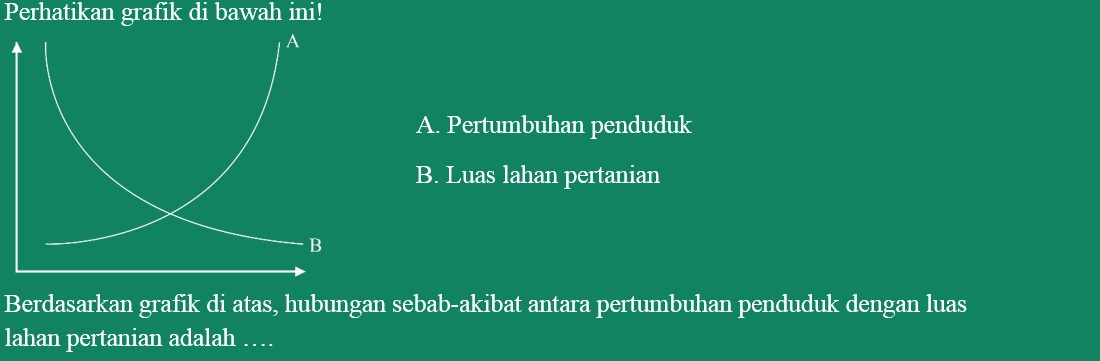 Perhatikan grafik di bawah ini!
A
A. Pertumbuhan penduduk
B. Luas lahan pertanian
B
Berdasarkan grafik di atas, hubungan sebab-akibat antara pertumbuhan penduduk dengan luas
lahan pertanian adalah ….